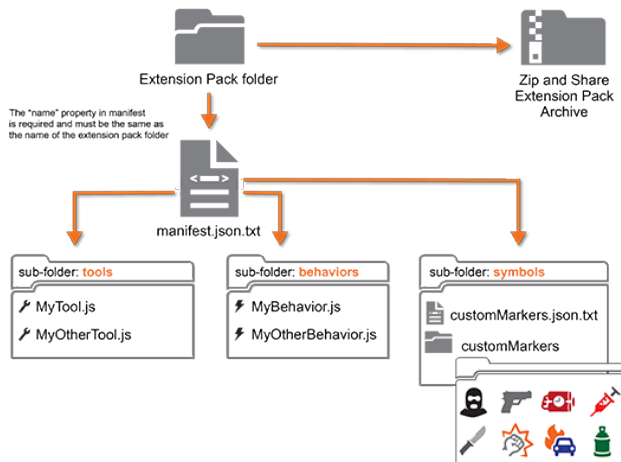 Extension Pack folder
Zip and Share
Extension Pack
Archive
The "name" property in manifest
is required and must be the same as
the name of the extension pack folder
manifest.json.txt
sub-folder: tools
MyTool.js
MyOtherTool.js
sub-folder: behaviors
MyBehavior.js
MyOtherBehavior.js
sub-folder: symbols
customMarkers.json.txt
customMarkers